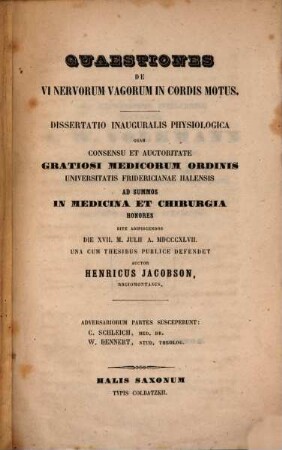 QUAESTIONES
DE
VI NERVORUM VAGORUM IN CORDIS MOTUS.
DISSERTATIO INAUGURALIS PHYSIOLOGICA
QUAM
CONSENSU ET AUCTORITATE
GRATIOSI MEDICORUM ORDINIS
UNIVERSITATIS FRIDERICIANAE HALENSIS
AD SUMMOS
IN MEDICINA ET CHIRURGIA
HONORES
RITE ADIPISCENDOS
DIE XVII. M. JULII A. MDCCCXLVII.
UNA CUM THESIBUS PUBLICE DEFENDET
AUCTOR
HENRICUS JACOBSON,
REGIOMONTANUS.
ADVERSARIORUM PARTES SUSCEPERUNT:
C. SCHLEICH, MED. DR.
W. BENNERT, STUD. THEOLOG.
HALIS SAXONUM
TYPIS COLBATZKII.